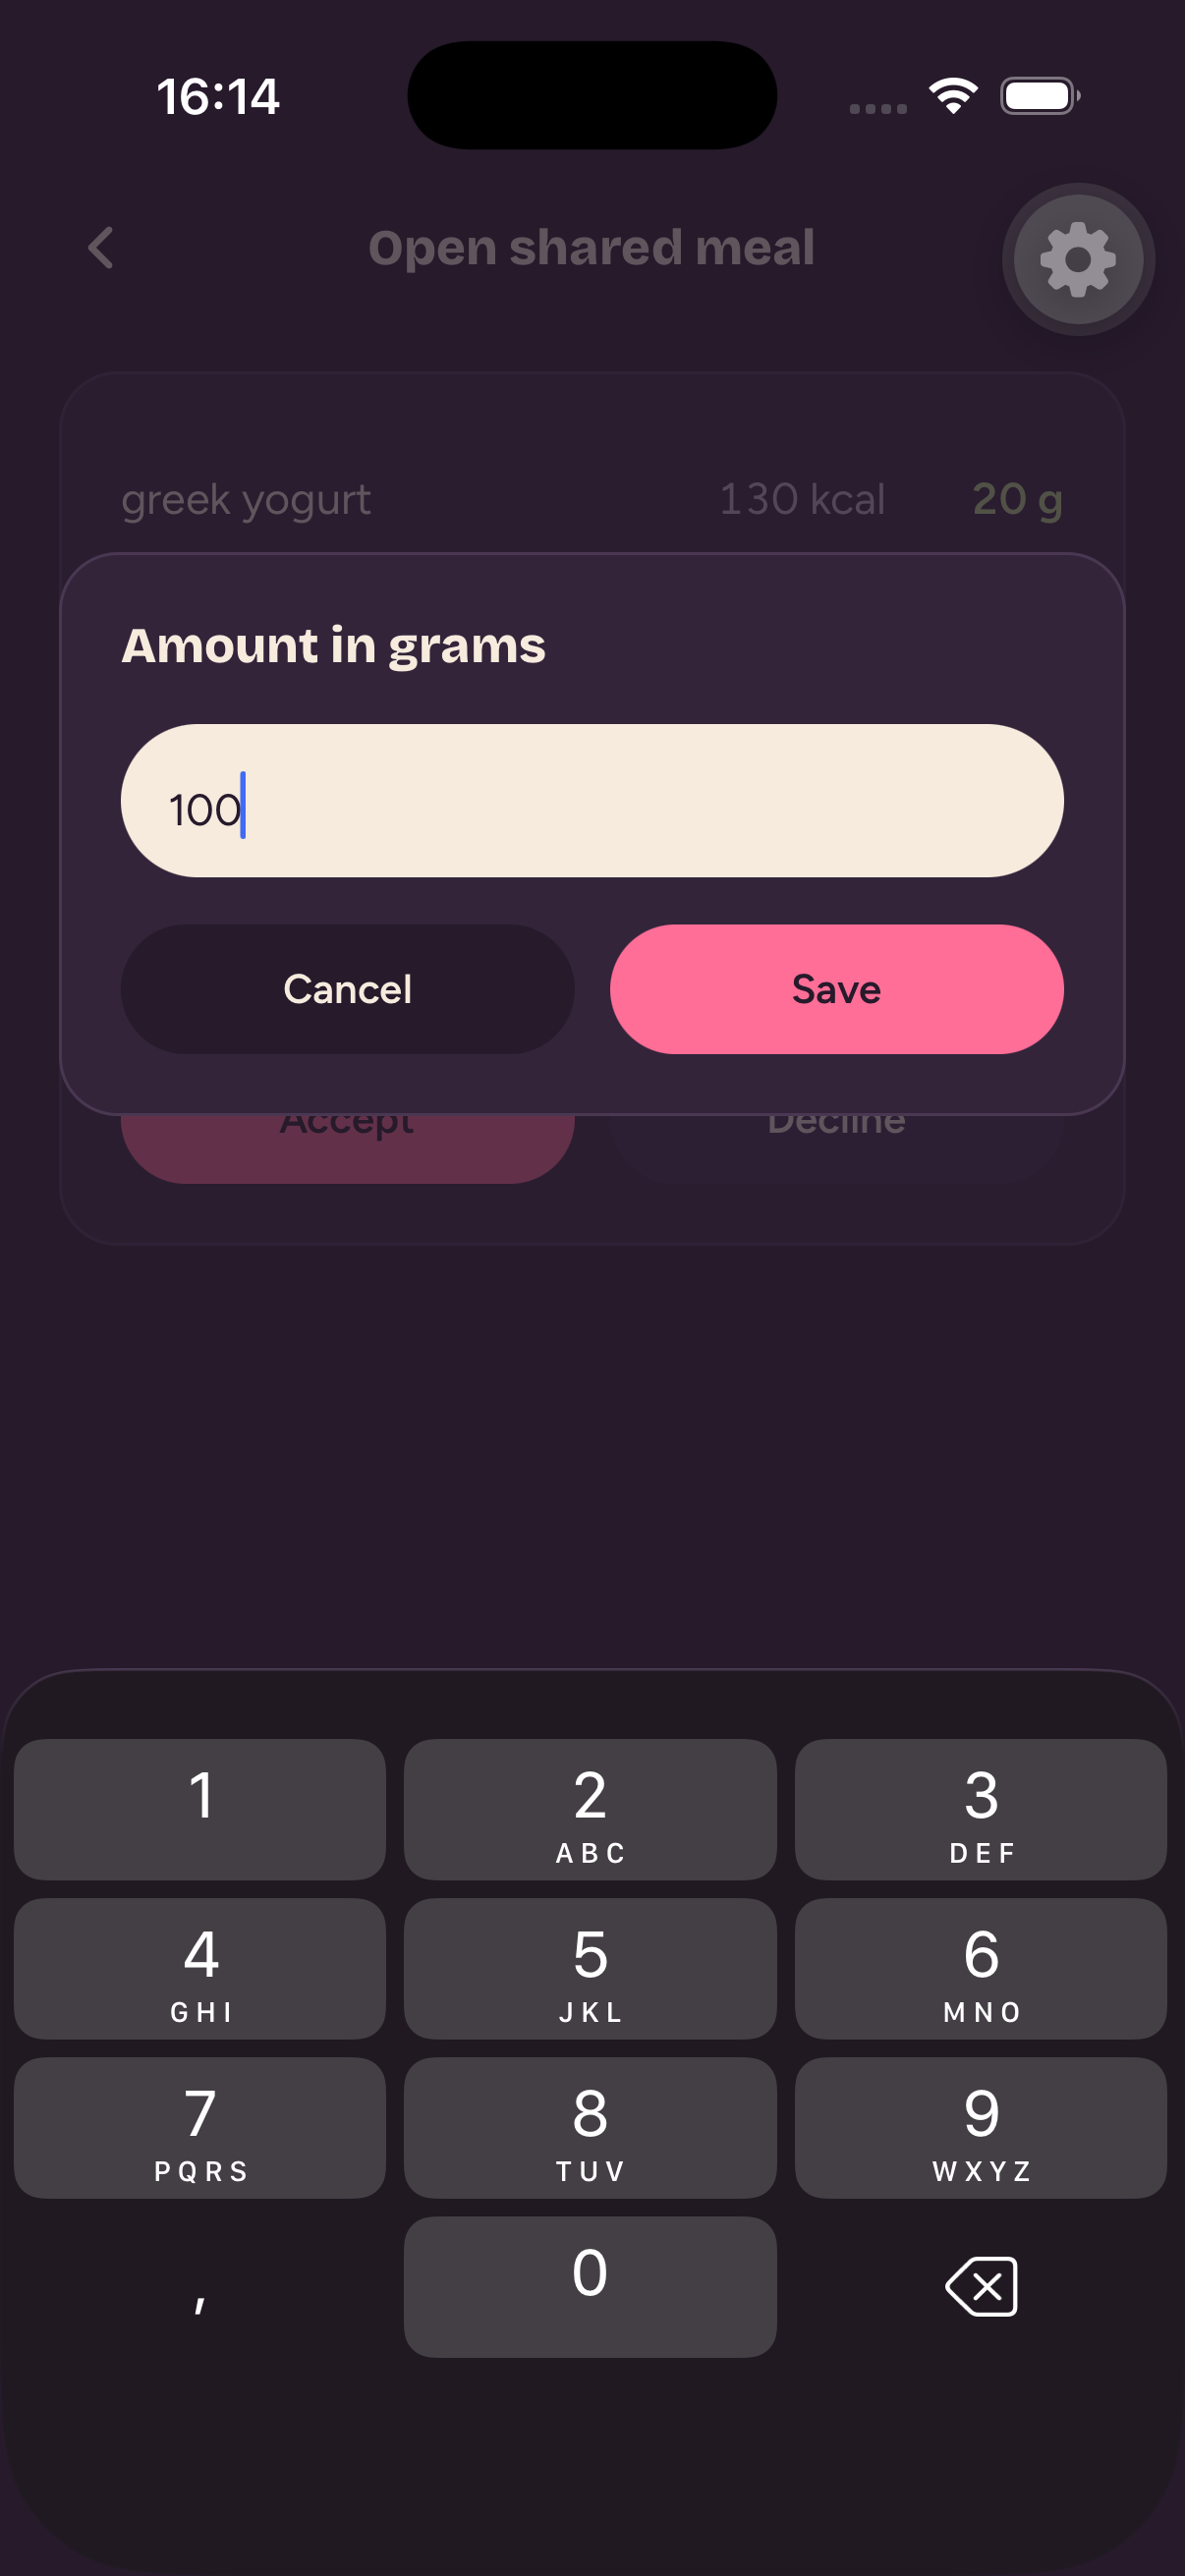 16:14
Open shared meal
greek yogurt 130 kcal 20 g
Amount in grams
100
Cancel Save
Accept Decline
1 2 3
ABC DEF
4 5 6
GHI JKL MNO
7 8 9
PQRS TUV WXYZ
, 0